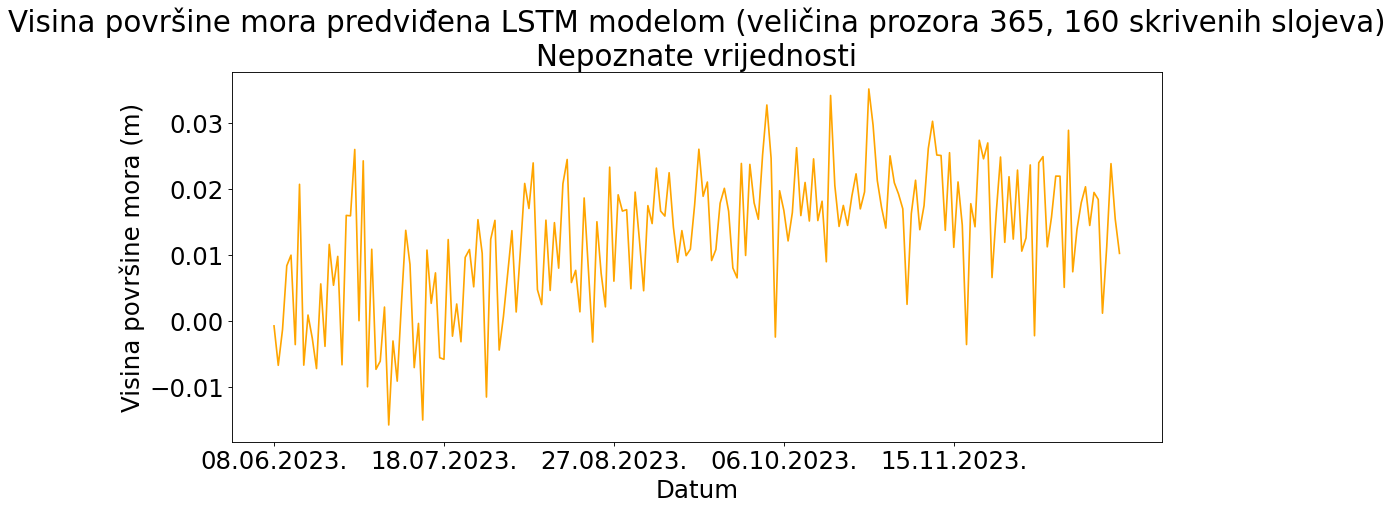 Visina površine mora predviđena LSTM modelom (veličina prozora 365, 160 skrivenih slojeva)
Nepoznate vrijednosti
Visina površine mora (m)
0.03
0.02
0.01
0.00
−0.01
08.06.2023. 18.07.2023. 27.08.2023. 06.10.2023. 15.11.2023.
Datum